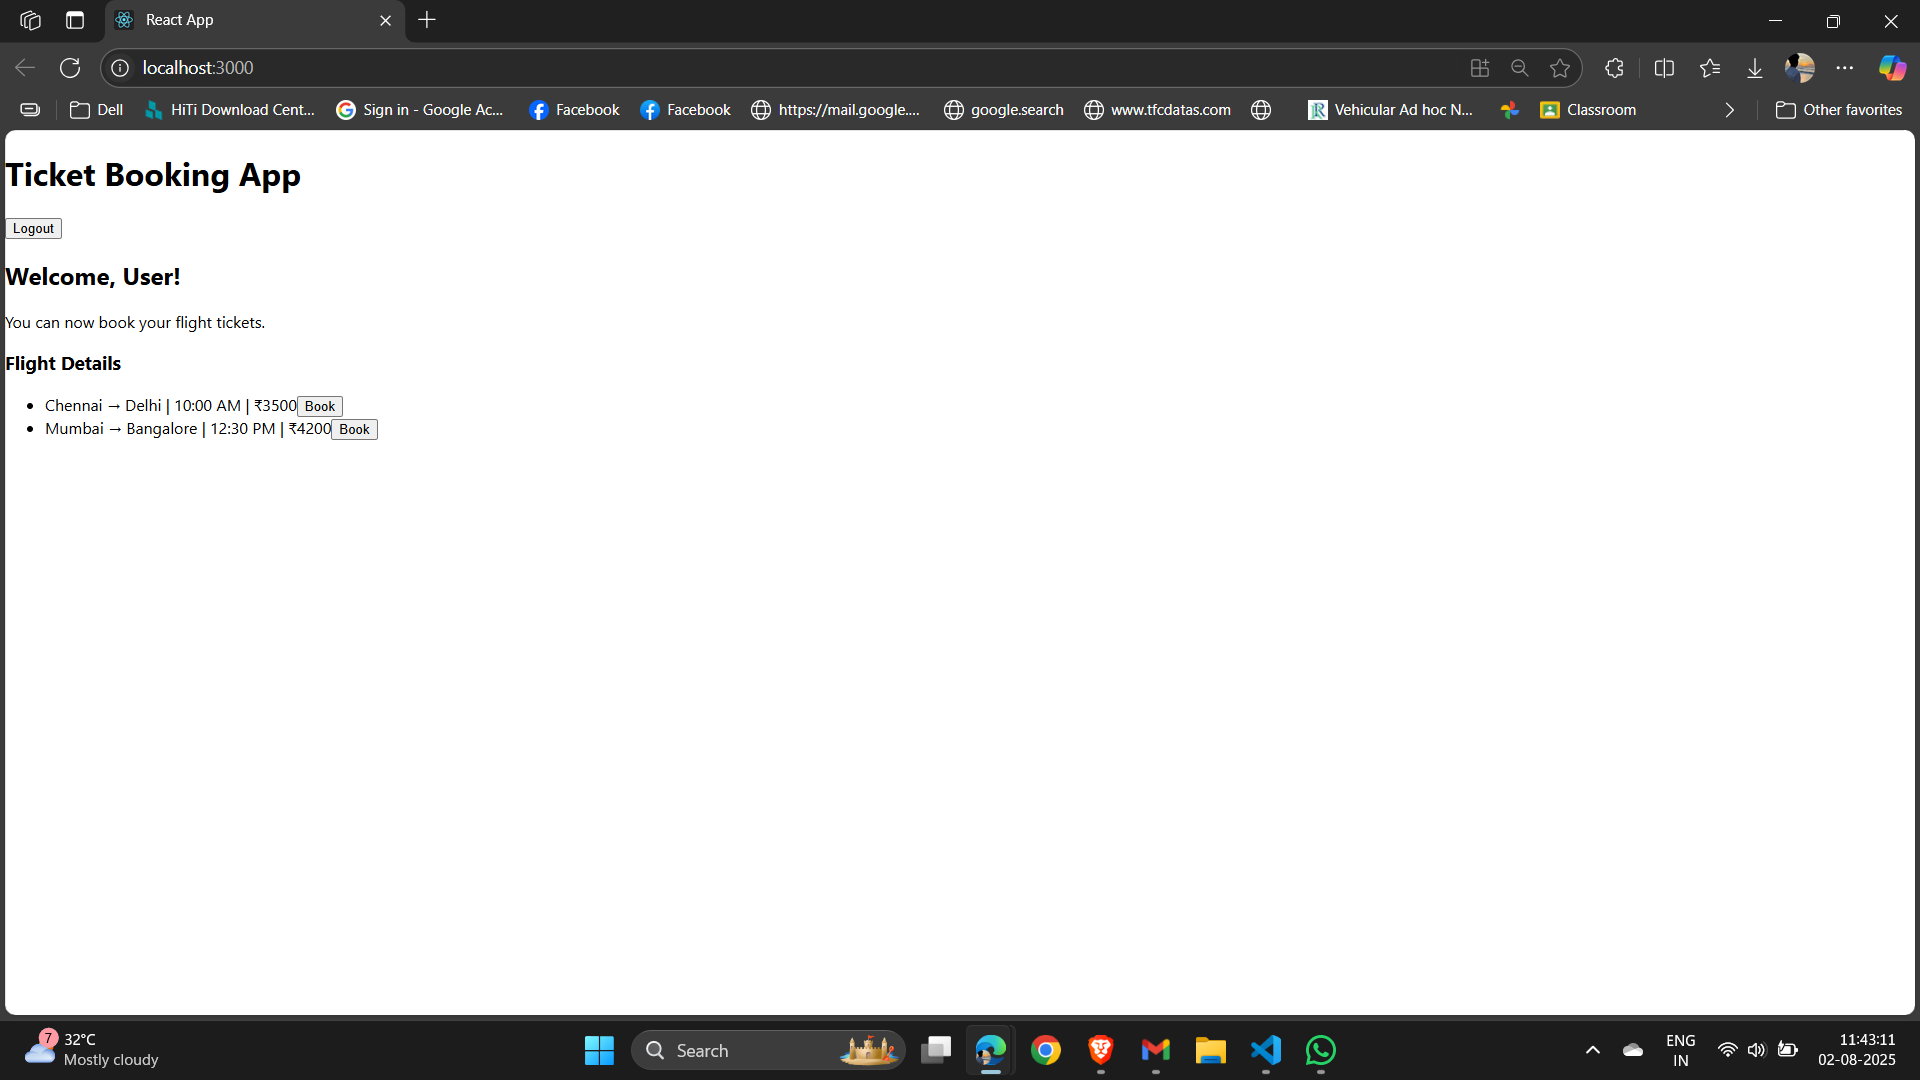 React App
localhost:3000
Dell
HiTi Download Cent...
Sign in - Google Ac...
Facebook
Facebook
https://mail.google....
google.search
www.tfcdatas.com
Vehicular Ad hoc N...
Classroom
Other favorites
Ticket Booking App
Logout
Welcome, User!
You can now book your flight tickets.
Flight Details
• Chennai → Delhi | 10:00 AM | ₹3500 Book
• Mumbai → Bangalore | 12:30 PM | ₹4200 Book
7
32°C
Mostly cloudy
Search
ENG
IN
11:43:11
02-08-2025